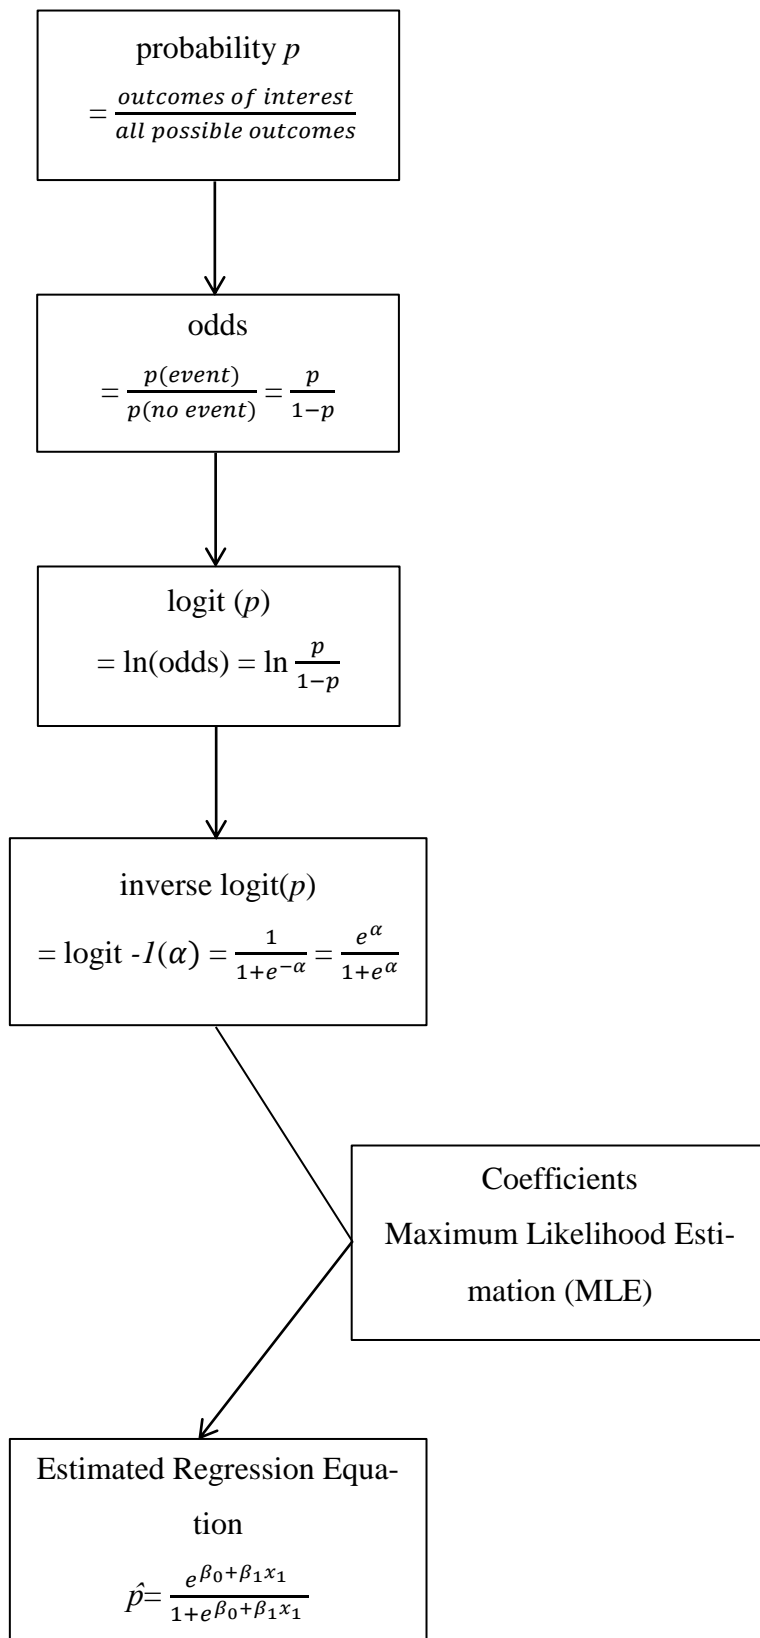 probability p
= outcomes of interest / all possible outcomes
odds
= p(event) / p(no event) = p / 1−p
logit (p)
= ln(odds) = ln p / 1−p
inverse logit(p)
= logit -1(α) = 1 / 1+e^−α = e^α / 1+e^α
Coefficients
Maximum Likelihood Esti-
mation (MLE)
Estimated Regression Equa-
tion
p̂= e^β₀+β₁x₁ / 1+e^β₀+β₁x₁